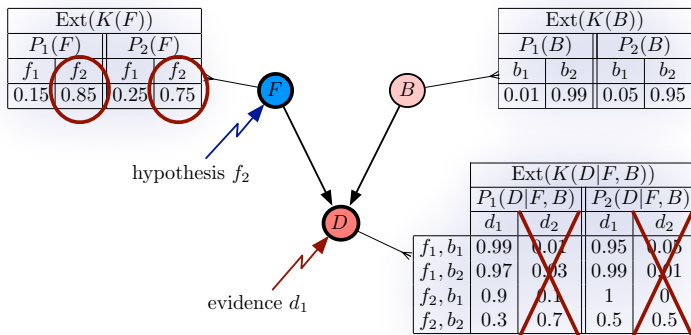 Ext(K(F))
P₁(F) P₂(F)
f₁ f₂ f₁ f₂
0.15 0.85 0.25 0.75
Ext(K(B))
P₁(B) P₂(B)
b₁ b₂ b₁ b₂
0.01 0.99 0.05 0.95
F
B
hypothesis f₂
D
evidence d₁
Ext(K(D|F, B))
P₁(D|F, B) P₂(D|F, B)
d₁ d₂ d₁ d₂
f₁, b₁ 0.99 0.01 0.95 0.05
f₁, b₂ 0.97 0.03 0.99 0.01
f₂, b₁ 0.9 0.1 1 0
f₂, b₂ 0.3 0.7 0.5 0.5